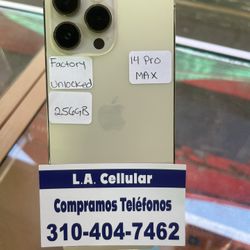 Factory
Unlocked
14 Pro
MAX
256GB
L.A. Cellular
Compramos Teléfonos
310-404-7462